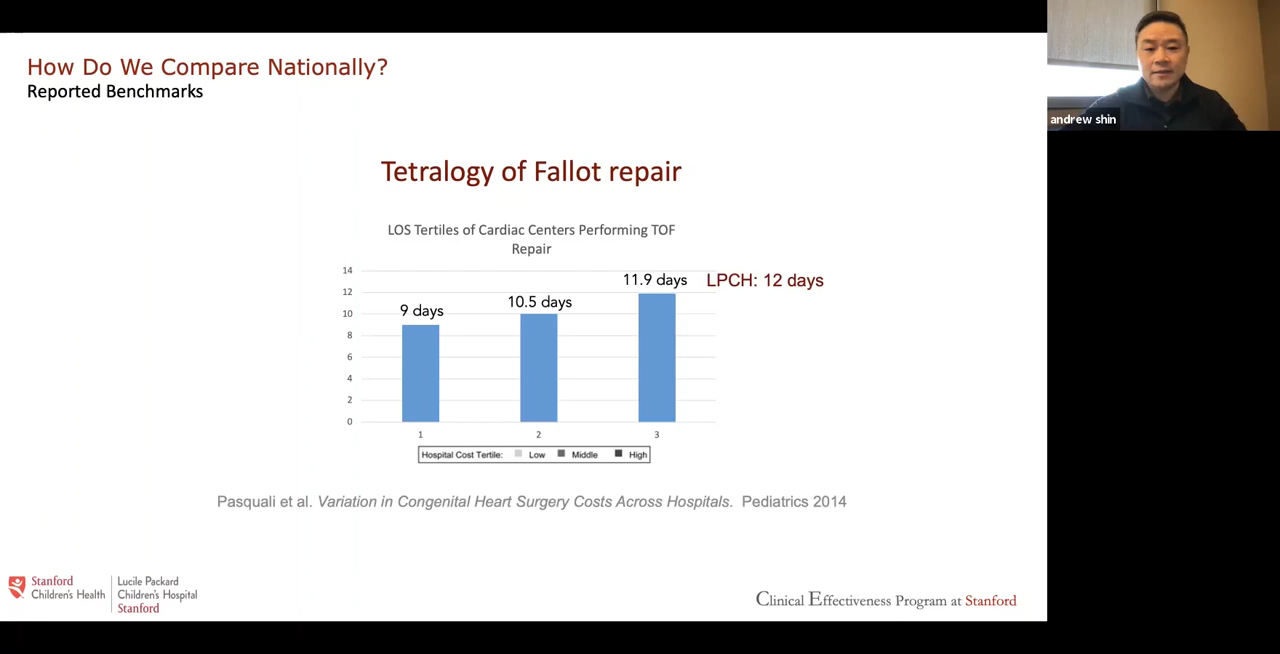 How Do We Compare Nationally?
Reported Benchmarks
andrew shin
Tetralogy of Fallot repair
LOS Tertiles of Cardiac Centers Performing TOF
Repair
14
12
10
8
6
4
2
0
9 days
10.5 days
11.9 days
LPCH: 12 days
1
2
3
Hospital Cost Tertile: Low Middle High
Pasquali et al. Variation in Congenital Heart Surgery Costs Across Hospitals. Pediatrics 2014
Stanford
Children's Health
Lucile Packard
Children's Hospital
Stanford
Clinical Effectiveness Program at Stanford